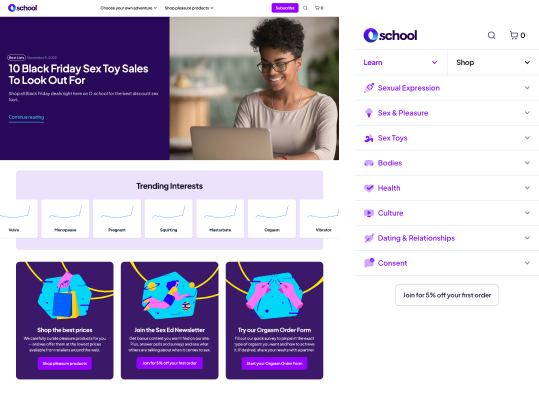 school
Choose your own adventure
Shop pleasure products
Subscribe
0
Best Lists
November 8, 2022
10 Black Friday Sex Toy Sales
To Look Out For
Shop all Black Friday deals right here on O.school for the best discount sex
toys.
Continue reading
Trending Interests
Vulva
Menopause
Pregnant
Squirting
Masturbate
Orgasm
Vibrator
Shop the best prices
We carefully curate pleasure products for you
— and we offer them at the lowest prices
available from retailers around the web.
Shop pleasure products
Join the Sex Ed Newsletter
Get bonus content you won't find on our site.
Plus, answer polls and surveys and see what
others are talking about when it comes to sex.
Join for 5% off your first order
Try our Orgasm Order Form
Fill out our quick survey to pinpoint the exact
type of orgasm you want and how to achieve
it. If desired, share your results with a partner.
Start your Orgasm Order Form
school
0
Learn
Shop
Sexual Expression
Sex & Pleasure
Sex Toys
Bodies
Health
Culture
Dating & Relationships
Consent
Join for 5% off your first order